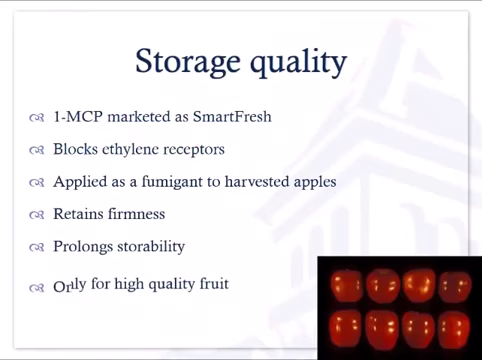 Storage quality
1-MCP marketed as SmartFresh
Blocks ethylene receptors
Applied as a fumigant to harvested apples
Retains firmness
Prolongs storability
Only for high quality fruit